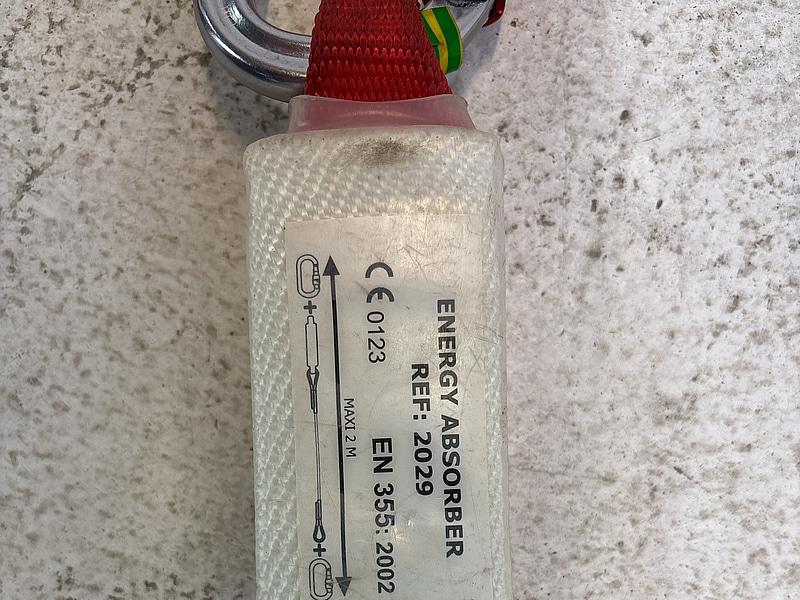 ENERGY ABSORBER
REF: 2029
CE 0123 EN 355: 2002
MAXI 2 M